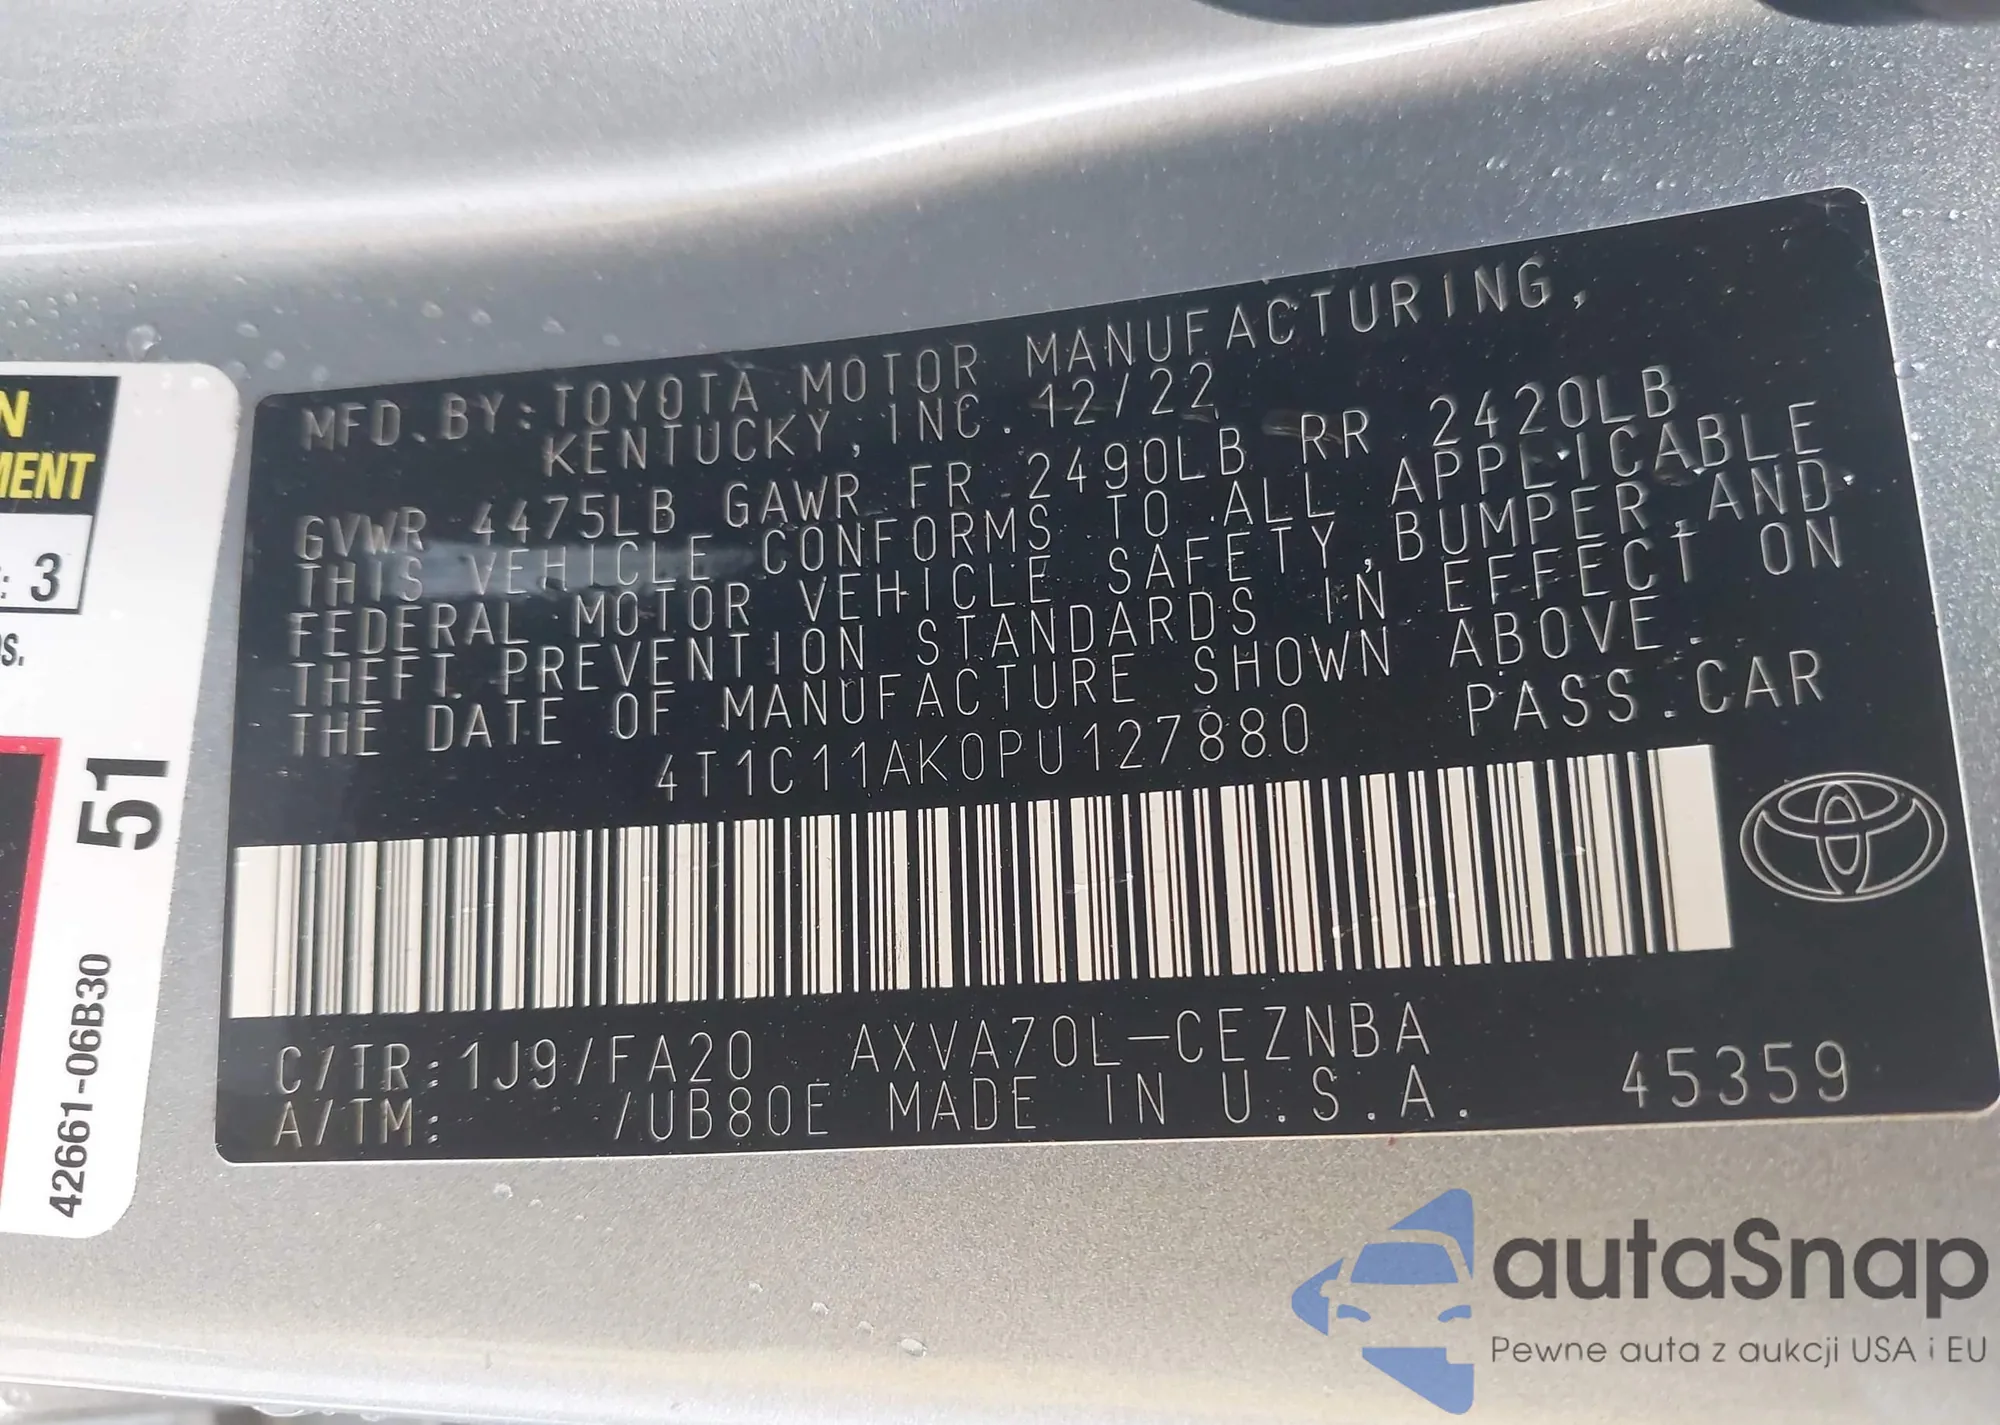 N
MENT
: 3
S.
51
42661-06B30
MFD. BY: TOYOTA MOTOR MANUFACTURING,
KENTUCKY, INC. 12/22
GVWR 4475LB GAWR FR 2490LB RR 2420LB
THIS VEHICLE CONFORMS TO ALL APPLICABLE
FEDERAL MOTOR VEHICLE SAFETY, BUMPER, AND
THEFT PREVENTION STANDARDS IN EFFECT ON
THE DATE OF MANUFACTURE SHOWN ABOVE.
4T1C11AK0PU127880 PASS. CAR
C/TR: 1J9/FA20 AXVA70L-CEZNBA
A/TM: /UB80E MADE IN U.S.A. 45359
autaSnap
Pewne auta z aukcji USA i EU